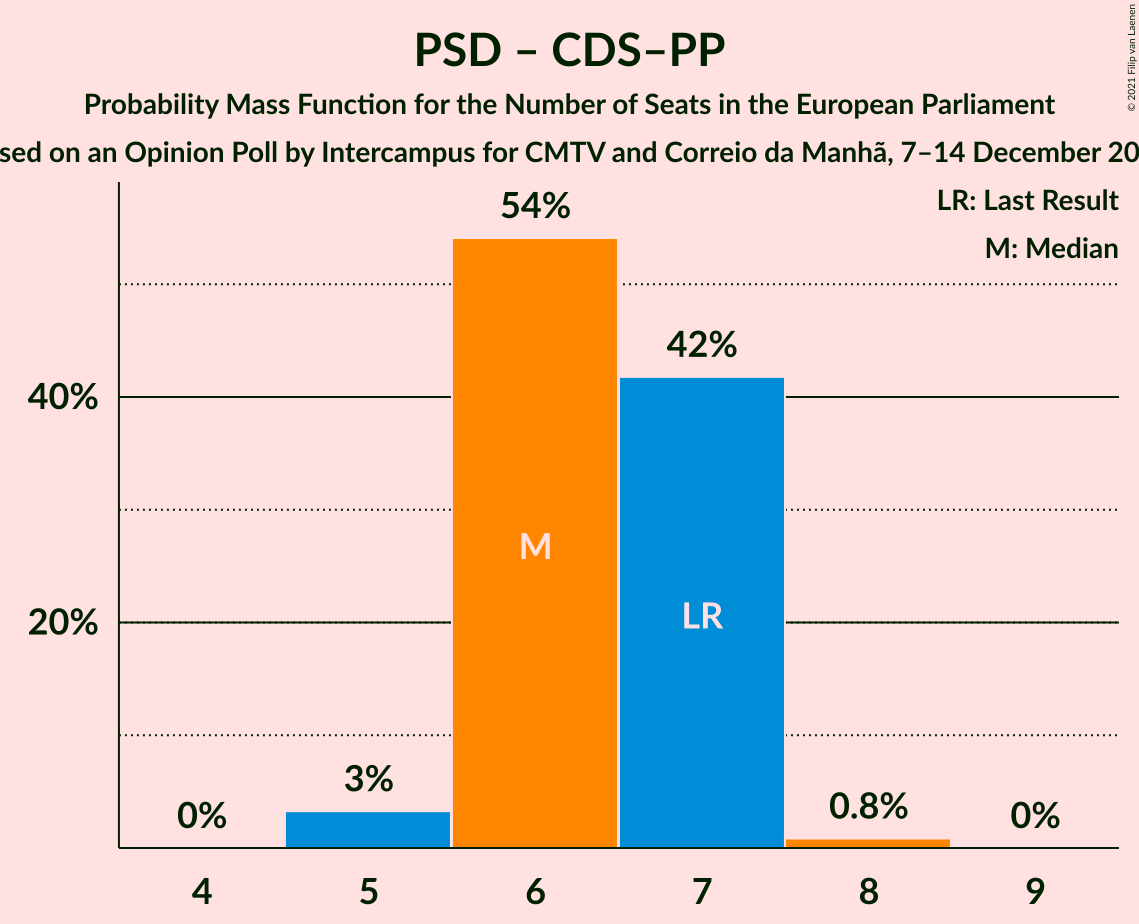 PSD – CDS–PP
Probability Mass Function for the Number of Seats in the European Parliament
sed on an Opinion Poll by Intercampus for CMTV and Correio da Manhã, 7–14 December 20
© 2021 Filip van Laenen
LR: Last Result
M: Median
54%
42%
40%
M
LR
20%
3%
0%
0.8%
0%
4 5 6 7 8 9